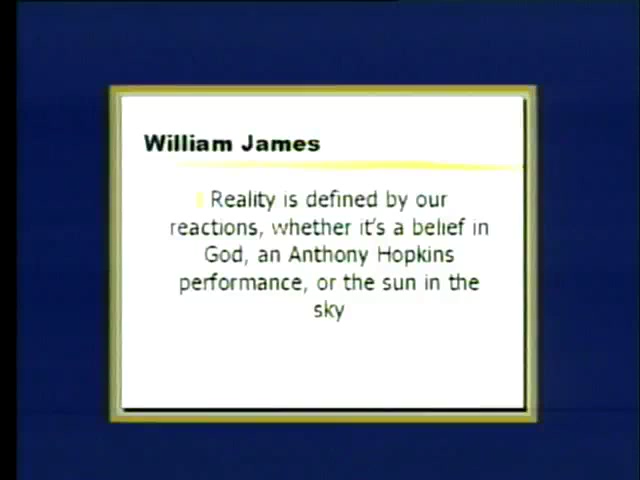 William James
Reality is defined by our
reactions, whether it's a belief in
God, an Anthony Hopkins
performance, or the sun in the
sky